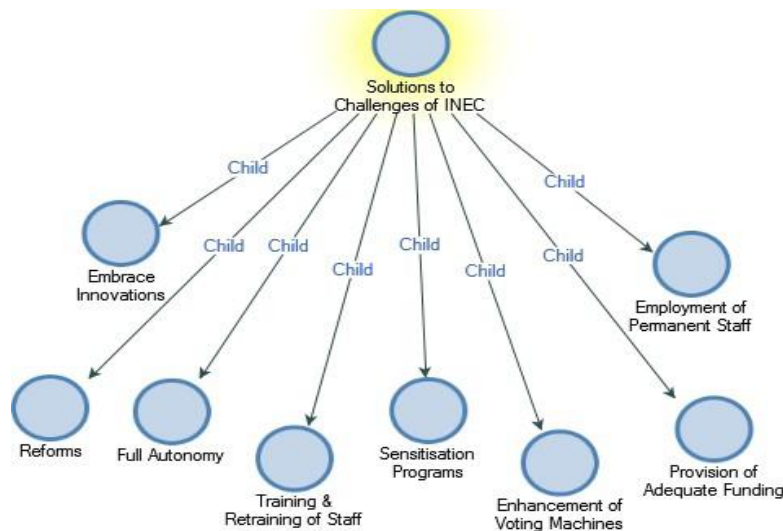 Solutions to
Challenges of INEC
Child
Child
Child
Child
Child
Child
Child
Child
Embrace
Innovations
Employment of
Permanent Staff
Reforms
Full Autonomy
Training &
Retraining of Staff
Sensitisation
Programs
Enhancement of
Voting Machines
Provision of
Adequate Funding